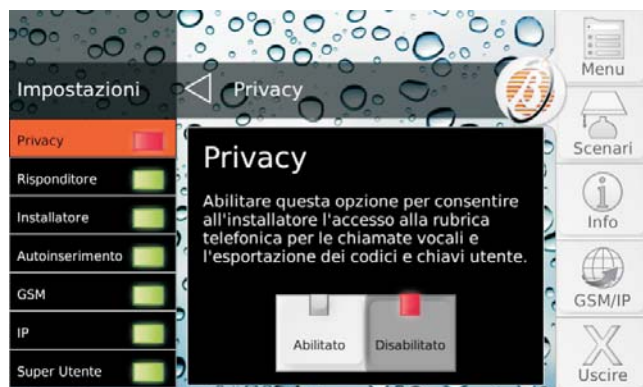 Impostazioni
Privacy
Risponditore
Installatore
Autoinserimento
GSM
IP
Super Utente
Privacy
B
Privacy
Abilitare questa opzione per consentire
all'installatore l'accesso alla rubrica
telefonica per le chiamate vocali e
l'esportazione dei codici e chiavi utente.
Abilitato
Disabilitato
Menu
Scenari
Info
GSM/IP
Uscire